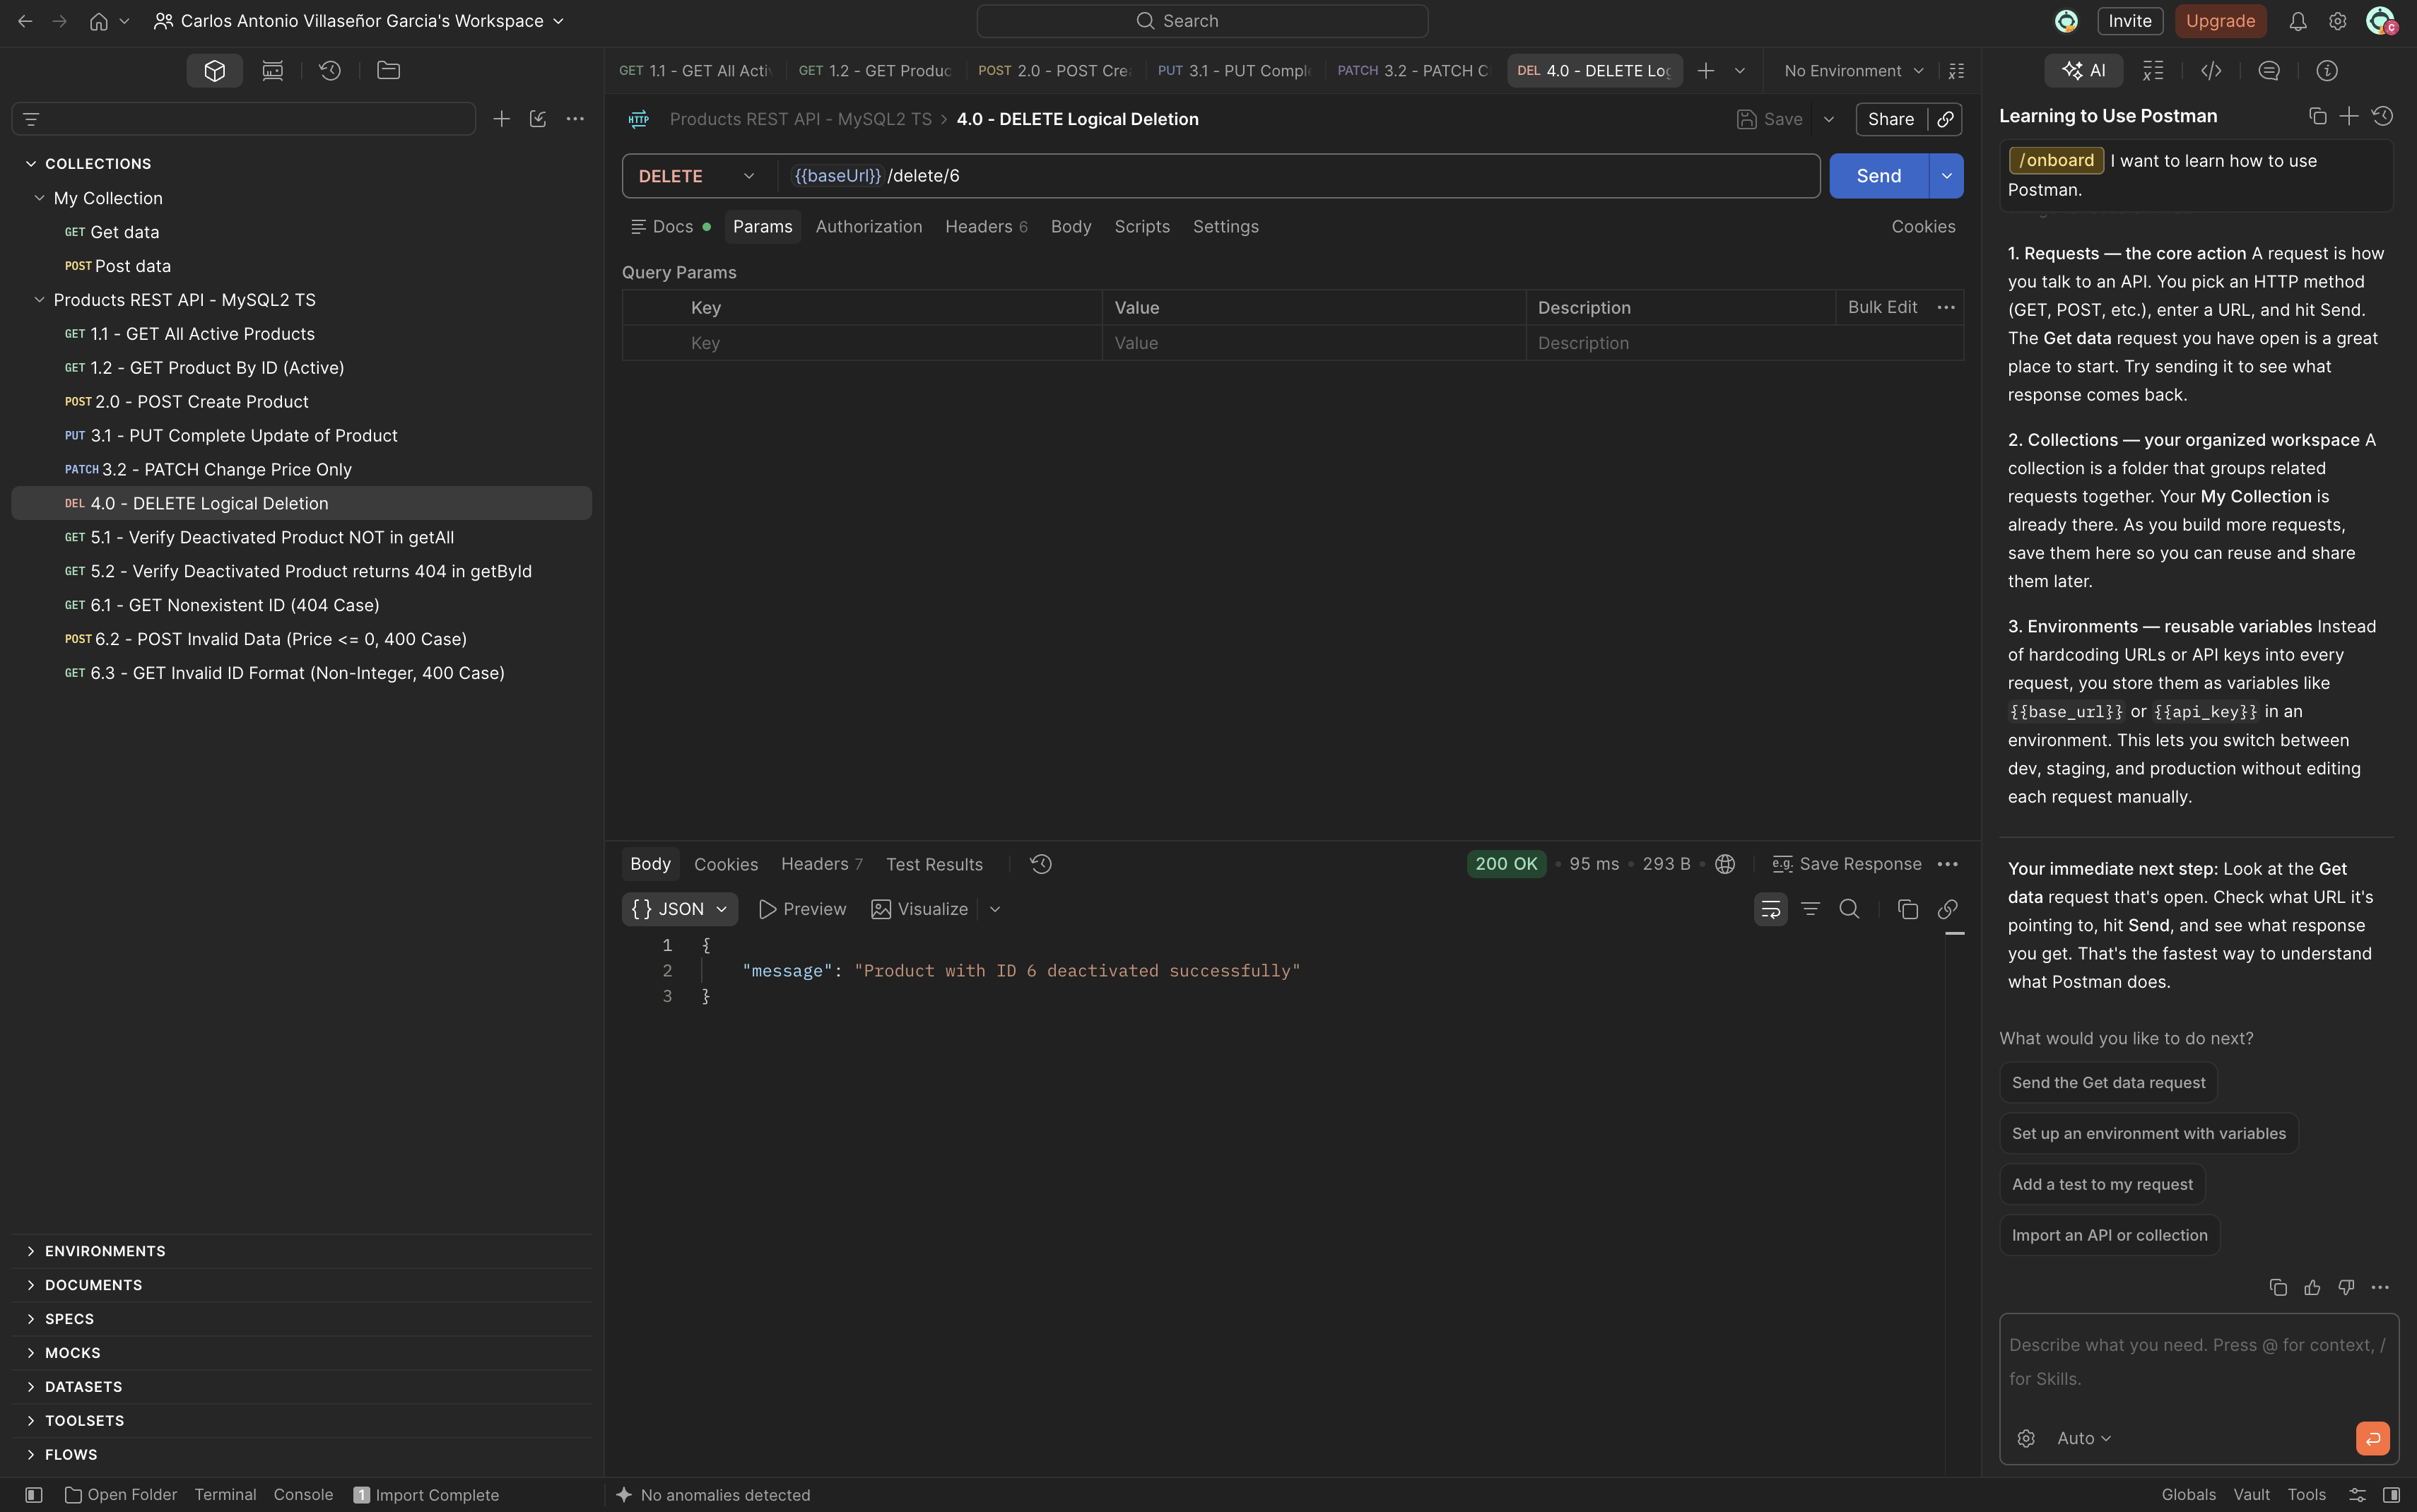 Carlos Antonio Villaseñor Garcia's Workspace
Search
Invite
Upgrade
COLLECTIONS
My Collection
GET Get data
POST Post data
Products REST API - MySQL2 TS
GET 1.1 - GET All Active Products
GET 1.2 - GET Product By ID (Active)
POST 2.0 - POST Create Product
PUT 3.1 - PUT Complete Update of Product
PATCH 3.2 - PATCH Change Price Only
DEL 4.0 - DELETE Logical Deletion
GET 5.1 - Verify Deactivated Product NOT in getAll
GET 5.2 - Verify Deactivated Product returns 404 in getById
GET 6.1 - GET Nonexistent ID (404 Case)
POST 6.2 - POST Invalid Data (Price <= 0, 400 Case)
GET 6.3 - GET Invalid ID Format (Non-Integer, 400 Case)
ENVIRONMENTS
DOCUMENTS
SPECS
MOCKS
DATASETS
TOOLSETS
FLOWS
GET 1.1 - GET All Acti
GET 1.2 - GET Produc
POST 2.0 - POST Cre
PUT 3.1 - PUT Compl
PATCH 3.2 - PATCH C
DEL 4.0 - DELETE Log
No Environment
HTTP
Products REST API - MySQL2 TS > 4.0 - DELETE Logical Deletion
Save
Share
DELETE
{{baseUrl}} /delete/6
Send
Docs
Params
Authorization
Headers 6
Body
Scripts
Settings
Cookies
Query Params
Key Value Description Bulk Edit
Key Value Description
Body
Cookies
Headers 7
Test Results
200 OK • 95 ms • 293 B
e.g. Save Response
{ } JSON
Preview
Visualize
1 {
2 "message": "Product with ID 6 deactivated successfully"
3 }
AI
Learning to Use Postman
/onboard I want to learn how to use
Postman.
1. Requests — the core action A request is how
you talk to an API. You pick an HTTP method
(GET, POST, etc.), enter a URL, and hit Send.
The Get data request you have open is a great
place to start. Try sending it to see what
response comes back.
2. Collections — your organized workspace A
collection is a folder that groups related
requests together. Your My Collection is
already there. As you build more requests,
save them here so you can reuse and share
them later.
3. Environments — reusable variables Instead
of hardcoding URLs or API keys into every
request, you store them as variables like
{{base_url}} or {{api_key}} in an
environment. This lets you switch between
dev, staging, and production without editing
each request manually.
Your immediate next step: Look at the Get
data request that's open. Check what URL it's
pointing to, hit Send, and see what response
you get. That's the fastest way to understand
what Postman does.
What would you like to do next?
Send the Get data request
Set up an environment with variables
Add a test to my request
Import an API or collection
Describe what you need. Press @ for context, /
for Skills.
Auto
Open Folder
Terminal
Console
1 Import Complete
No anomalies detected
Globals
Vault
Tools